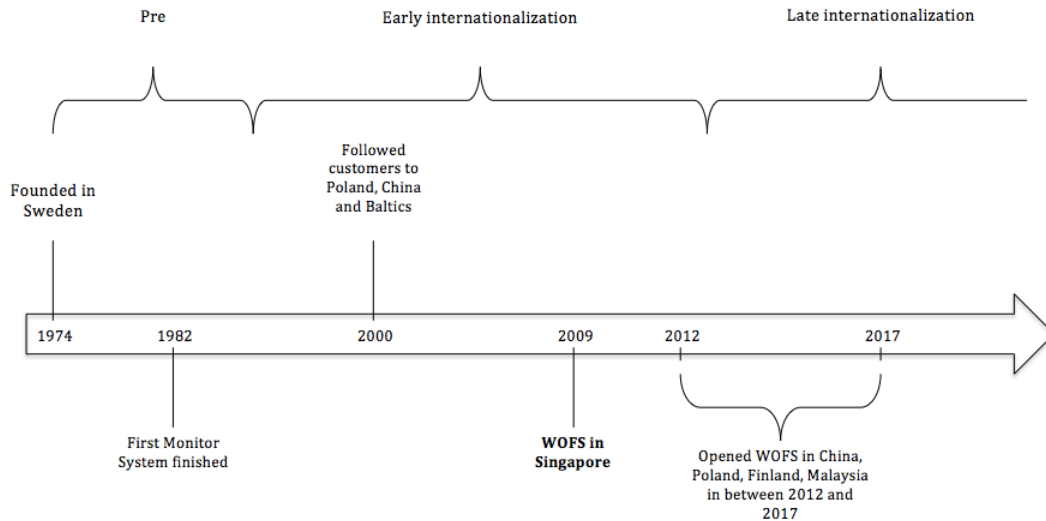 Pre
Early internationalization
Late internationalization
Followed
customers to
Poland, China
and Baltics
Founded in
Sweden
1974
1982
2000
2009
2012
2017
First Monitor
System finished
WOFS in
Singapore
Opened WOFS in China,
Poland, Finland, Malaysia
in between 2012 and
2017